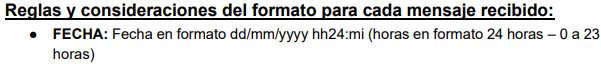 Reglas y consideraciones del formato para cada mensaje recibido:
● FECHA: Fecha en formato dd/mm/yyyy hh24:mi (horas en formato 24 horas – 0 a 23
horas)